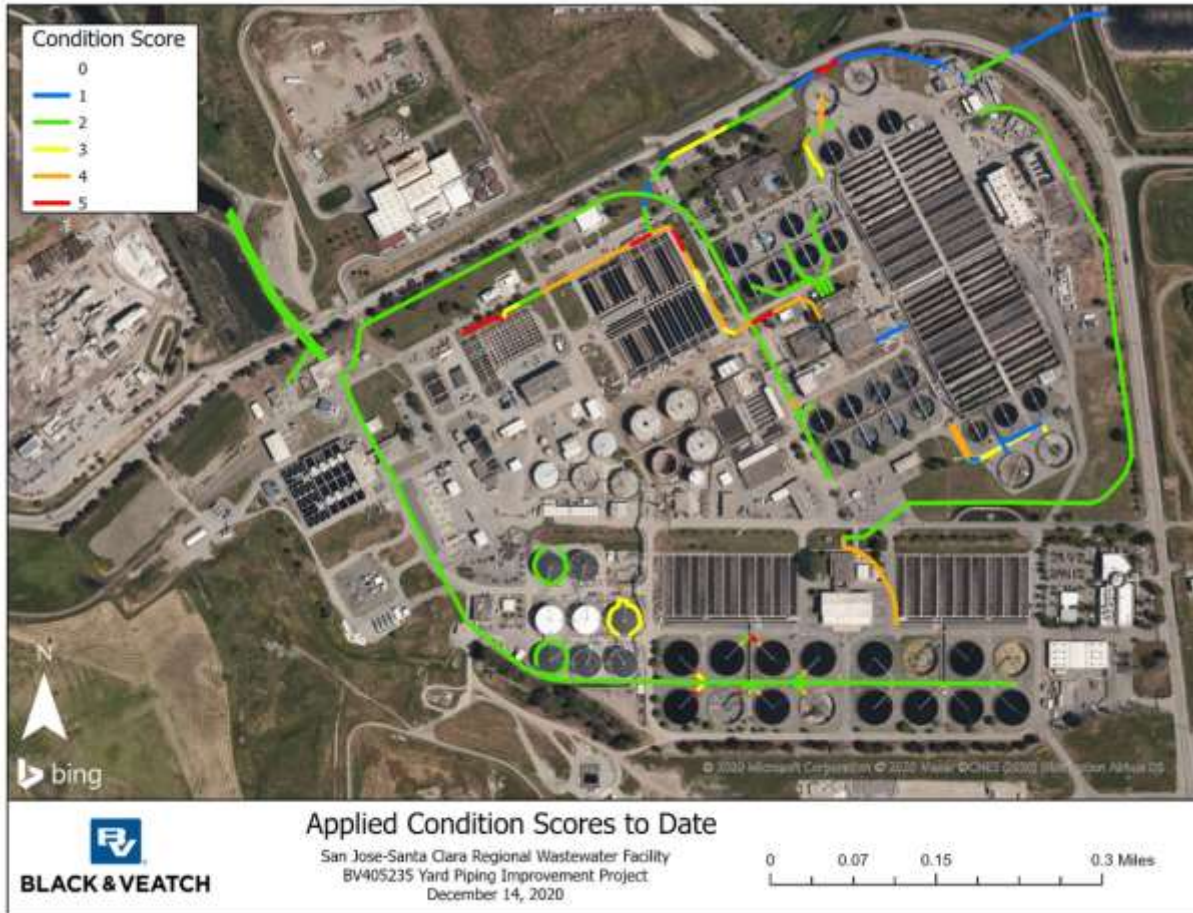 Condition Score
0
1
2
3
4
5
N
bing
© 2020 Microsoft Corporation © 2020 Maxar ©CNES (2020) Distribution Airbus DS
BV
BLACK & VEATCH
Applied Condition Scores to Date
San Jose-Santa Clara Regional Wastewater Facility
BV405235 Yard Piping Improvement Project
December 14, 2020
0 0.07 0.15 0.3 Miles